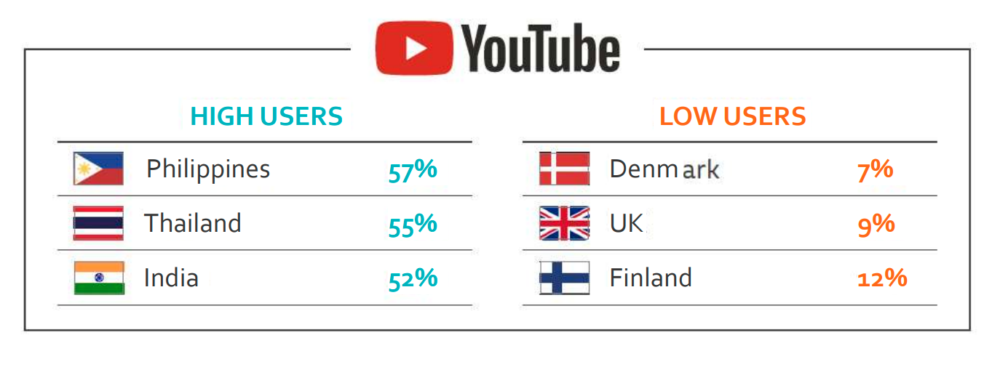 YouTube
HIGH USERS
Philippines 57%
Thailand 55%
India 52%
LOW USERS
Denmark 7%
UK 9%
Finland 12%